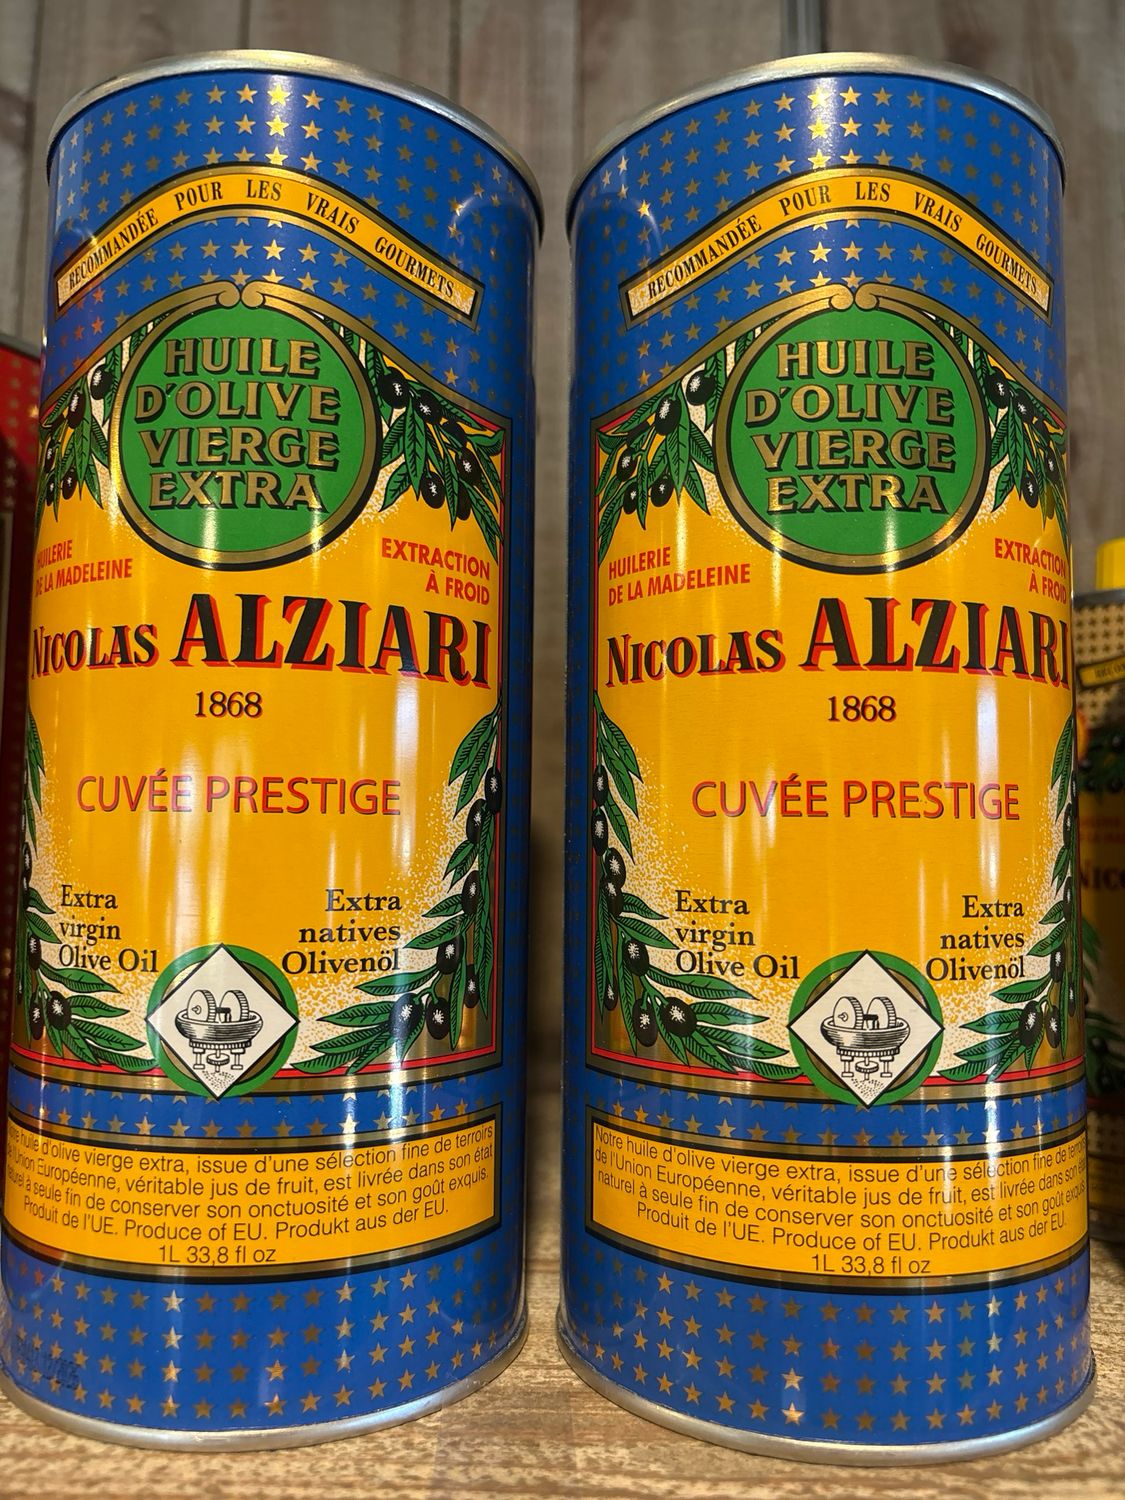 RECOMMANDÉE POUR LES VRAIS GOURMETS
HUILE
D'OLIVE
VIERGE
EXTRA
HUILERIE
DE LA MADELEINE
EXTRACTION
À FROID
NICOLAS ALZIARI
1868
CUVÉE PRESTIGE
Extra
virgin
Olive Oil
Extra
natives
Olivenöl
Notre huile d'olive vierge extra, issue d'une sélection fine de terroirs
de l'Union Européenne, véritable jus de fruit, est livrée dans son état
naturel à seule fin de conserver son onctuosité et son goût exquis.
Produit de l'UE. Produce of EU. Produkt aus der EU.
1L 33,8 fl oz
RECOMMANDÉE POUR LES VRAIS GOURMETS
HUILE
D'OLIVE
VIERGE
EXTRA
HUILERIE
DE LA MADELEINE
EXTRACTION
À FROID
NICOLAS ALZIARI
1868
CUVÉE PRESTIGE
Extra
virgin
Olive Oil
Extra
natives
Olivenöl
Notre huile d'olive vierge extra, issue d'une sélection fine de terroirs
de l'Union Européenne, véritable jus de fruit, est livrée dans son état
naturel à seule fin de conserver son onctuosité et son goût exquis.
Produit de l'UE. Produce of EU. Produkt aus der EU.
1L 33,8 fl oz